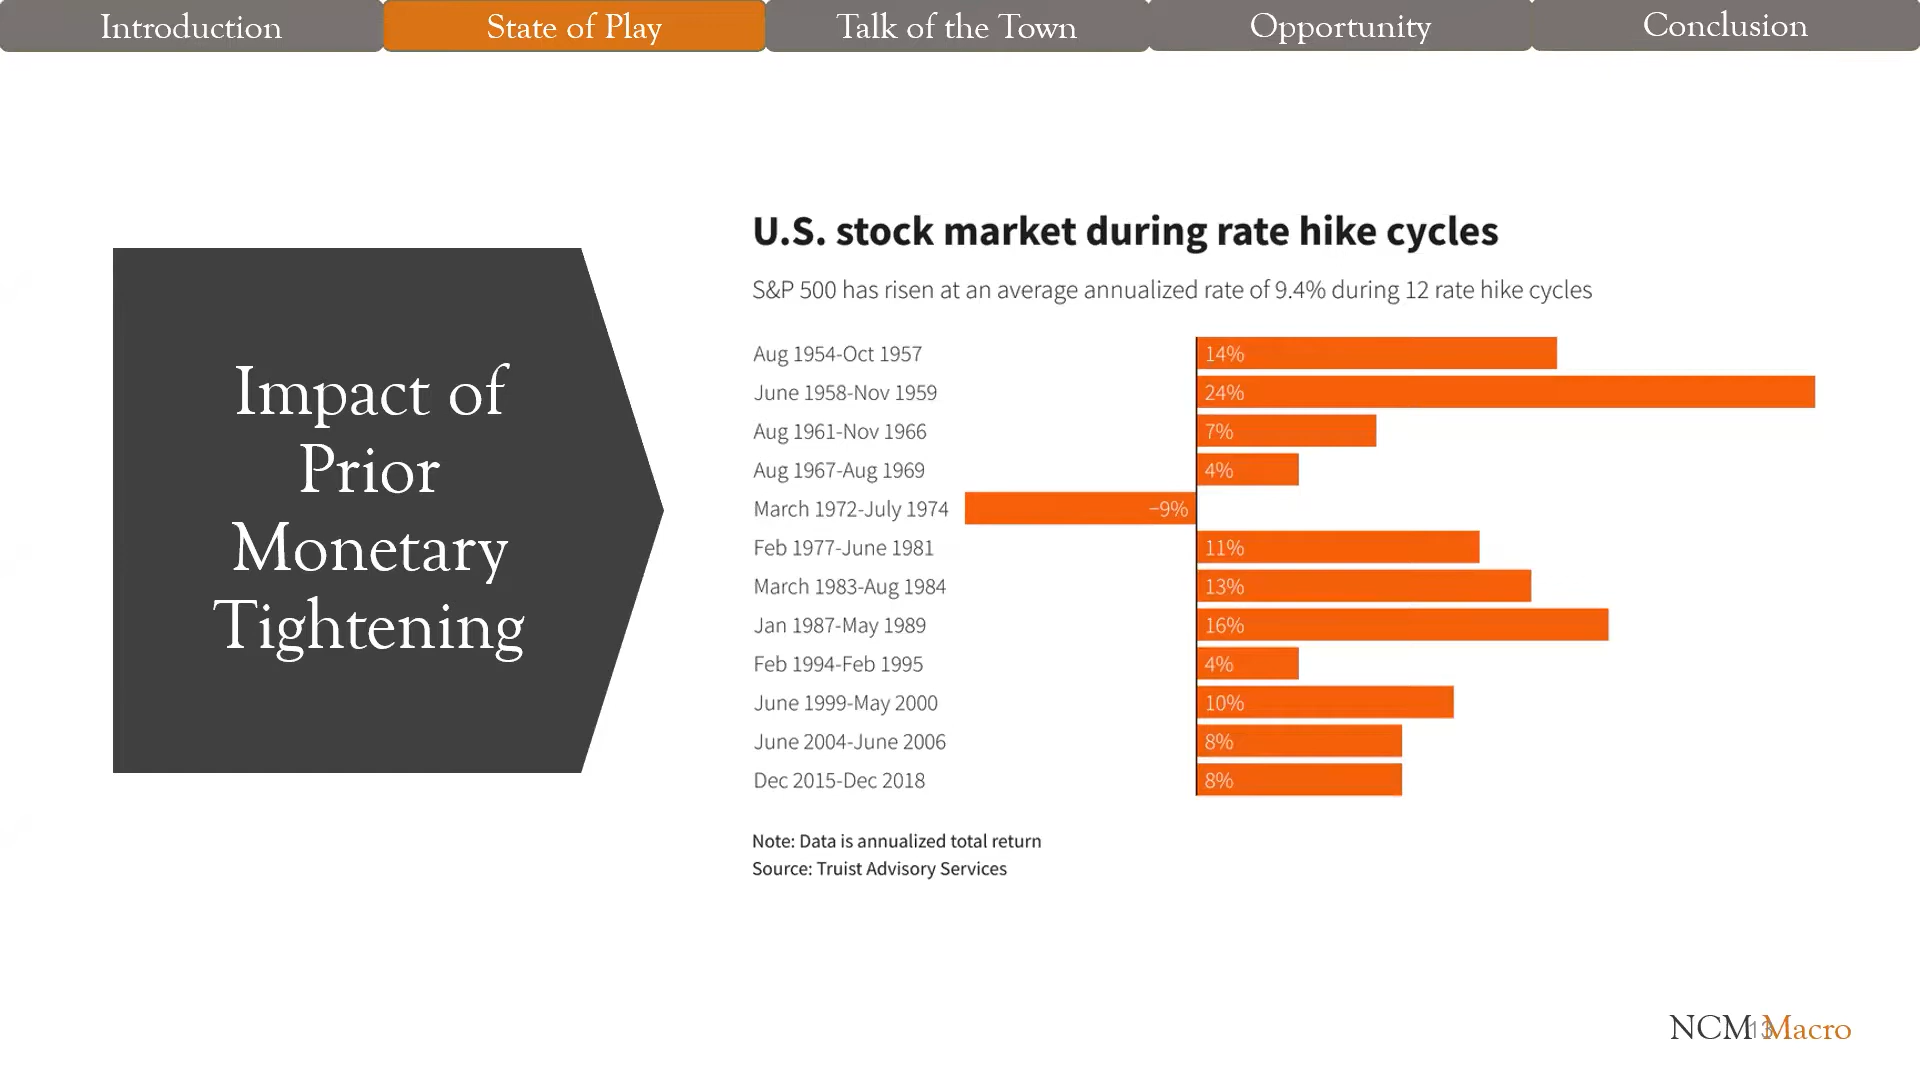 Introduction
State of Play
Talk of the Town
Opportunity
Conclusion
Impact of
Prior
Monetary
Tightening
U.S. stock market during rate hike cycles
S&P 500 has risen at an average annualized rate of 9.4% during 12 rate hike cycles
Aug 1954-Oct 1957 14%
June 1958-Nov 1959 24%
Aug 1961-Nov 1966 7%
Aug 1967-Aug 1969 4%
March 1972-July 1974 −9%
Feb 1977-June 1981 11%
March 1983-Aug 1984 13%
Jan 1987-May 1989 16%
Feb 1994-Feb 1995 4%
June 1999-May 2000 10%
June 2004-June 2006 8%
Dec 2015-Dec 2018 8%
Note: Data is annualized total return
Source: Truist Advisory Services
NCM Macro
13